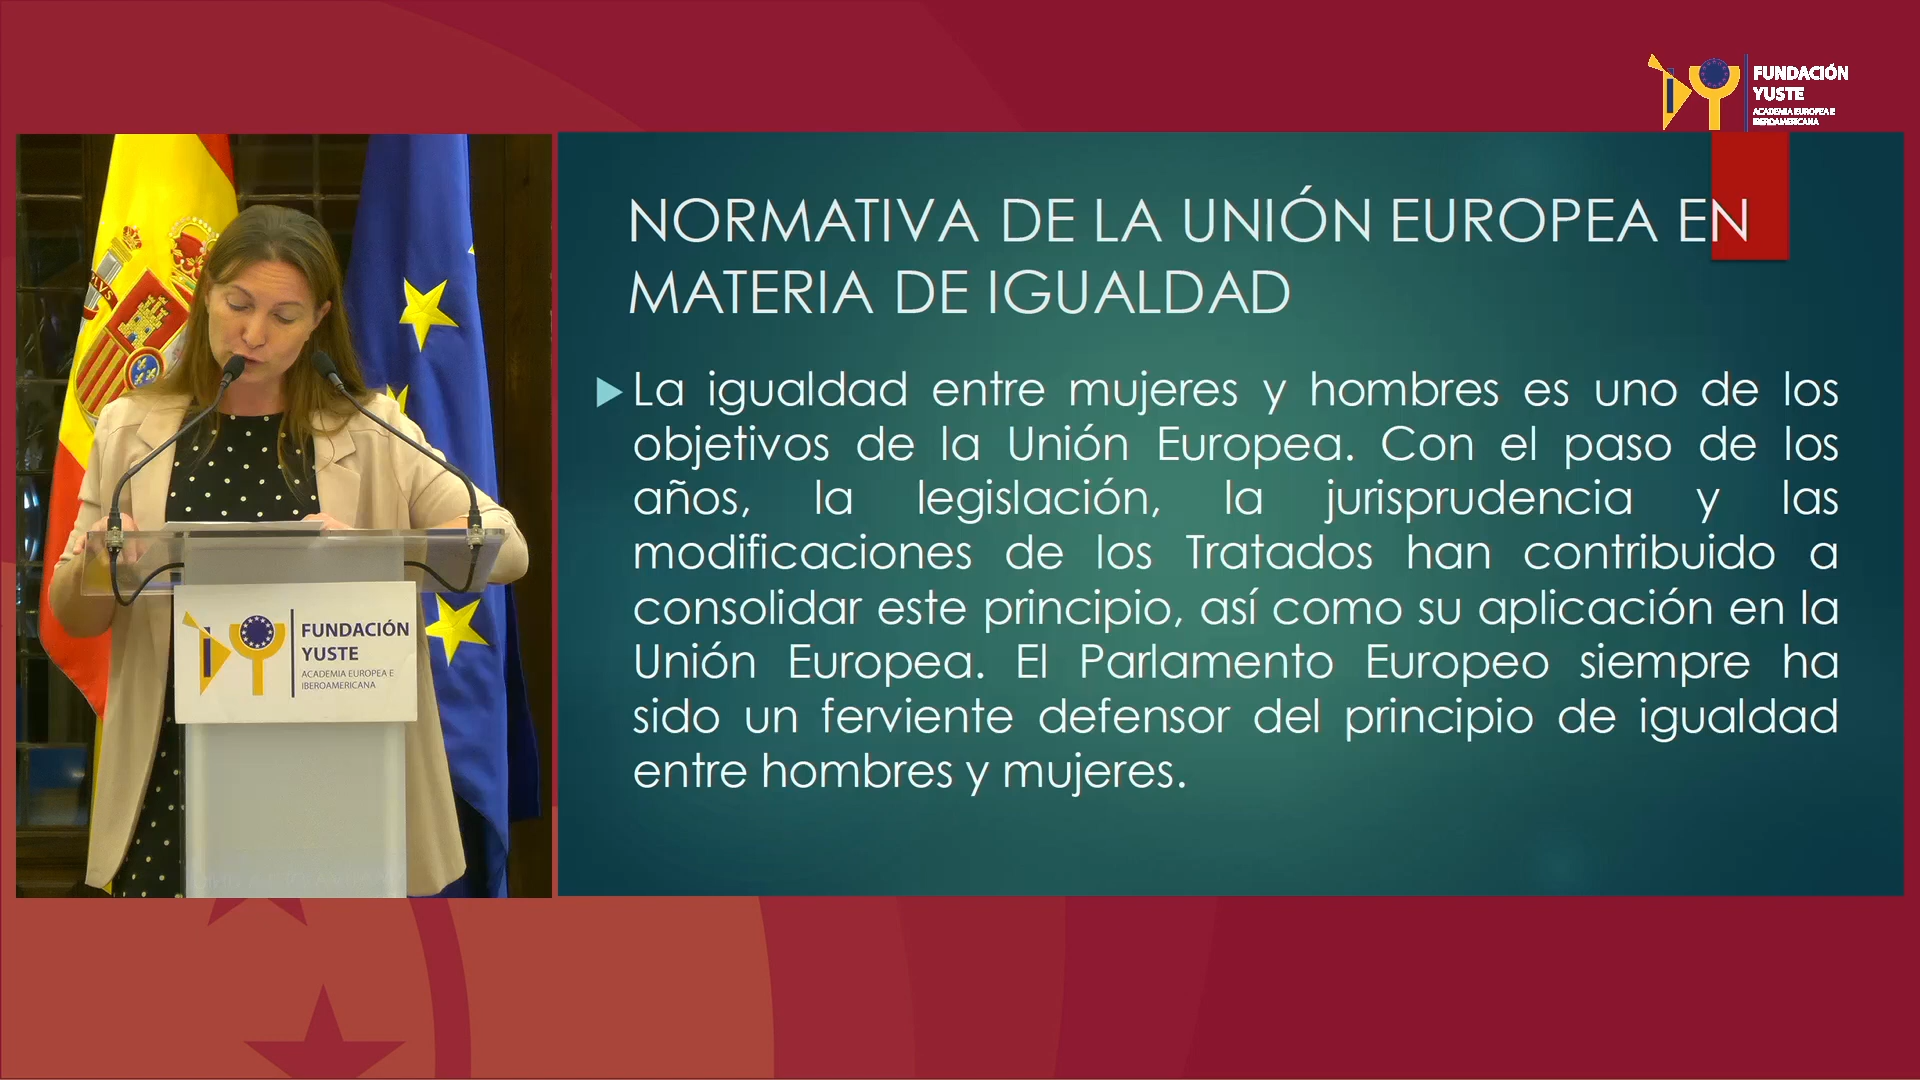 FUNDACIÓN
YUSTE
ACADEMIA EUROPEA E
IBEROAMERICANA
NORMATIVA DE LA UNIÓN EUROPEA EN
MATERIA DE IGUALDAD
La igualdad entre mujeres y hombres es uno de los
objetivos de la Unión Europea. Con el paso de los
años, la legislación, la jurisprudencia y las
modificaciones de los Tratados han contribuido a
consolidar este principio, así como su aplicación en la
Unión Europea. El Parlamento Europeo siempre ha
sido un ferviente defensor del principio de igualdad
entre hombres y mujeres.
FUNDACIÓN
YUSTE
ACADEMIA EUROPEA E
IBEROAMERICANA